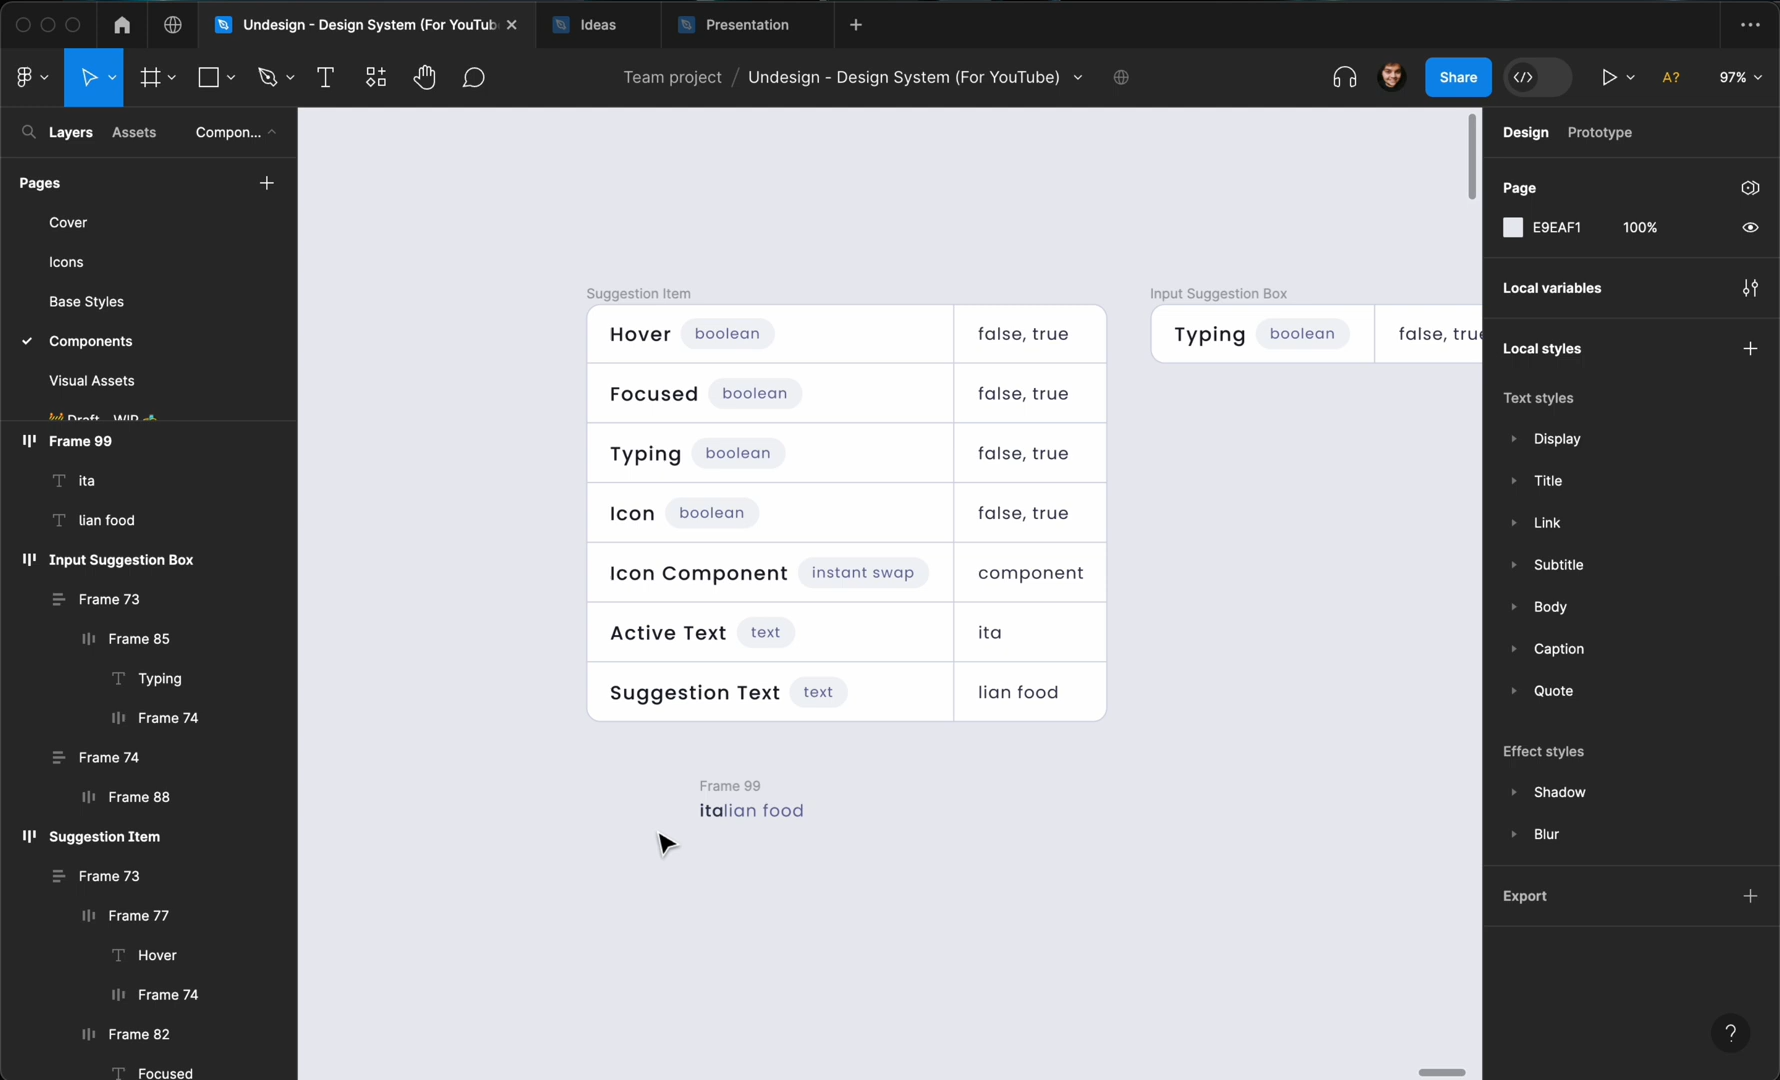 Undesign - Design System (For YouTub
Ideas
Presentation
Team project / Undesign - Design System (For YouTube)
Share
A?
97%
Layers
Assets
Compon...
Pages
Cover
Icons
Base Styles
Components
Visual Assets
🚧 Draft - WIP
Frame 99
ita
lian food
Input Suggestion Box
Frame 73
Frame 85
Typing
Frame 74
Frame 74
Frame 88
Suggestion Item
Frame 73
Frame 77
Hover
Frame 74
Frame 82
Focused
Suggestion Item
Hover boolean false, true
Focused boolean false, true
Typing boolean false, true
Icon boolean false, true
Icon Component instant swap component
Active Text text ita
Suggestion Text text lian food
Frame 99
italian food
Input Suggestion Box
Typing boolean false, true
Design
Prototype
Page
E9EAF1 100%
Local variables
Local styles
Text styles
Display
Title
Link
Subtitle
Body
Caption
Quote
Effect styles
Shadow
Blur
Export
?